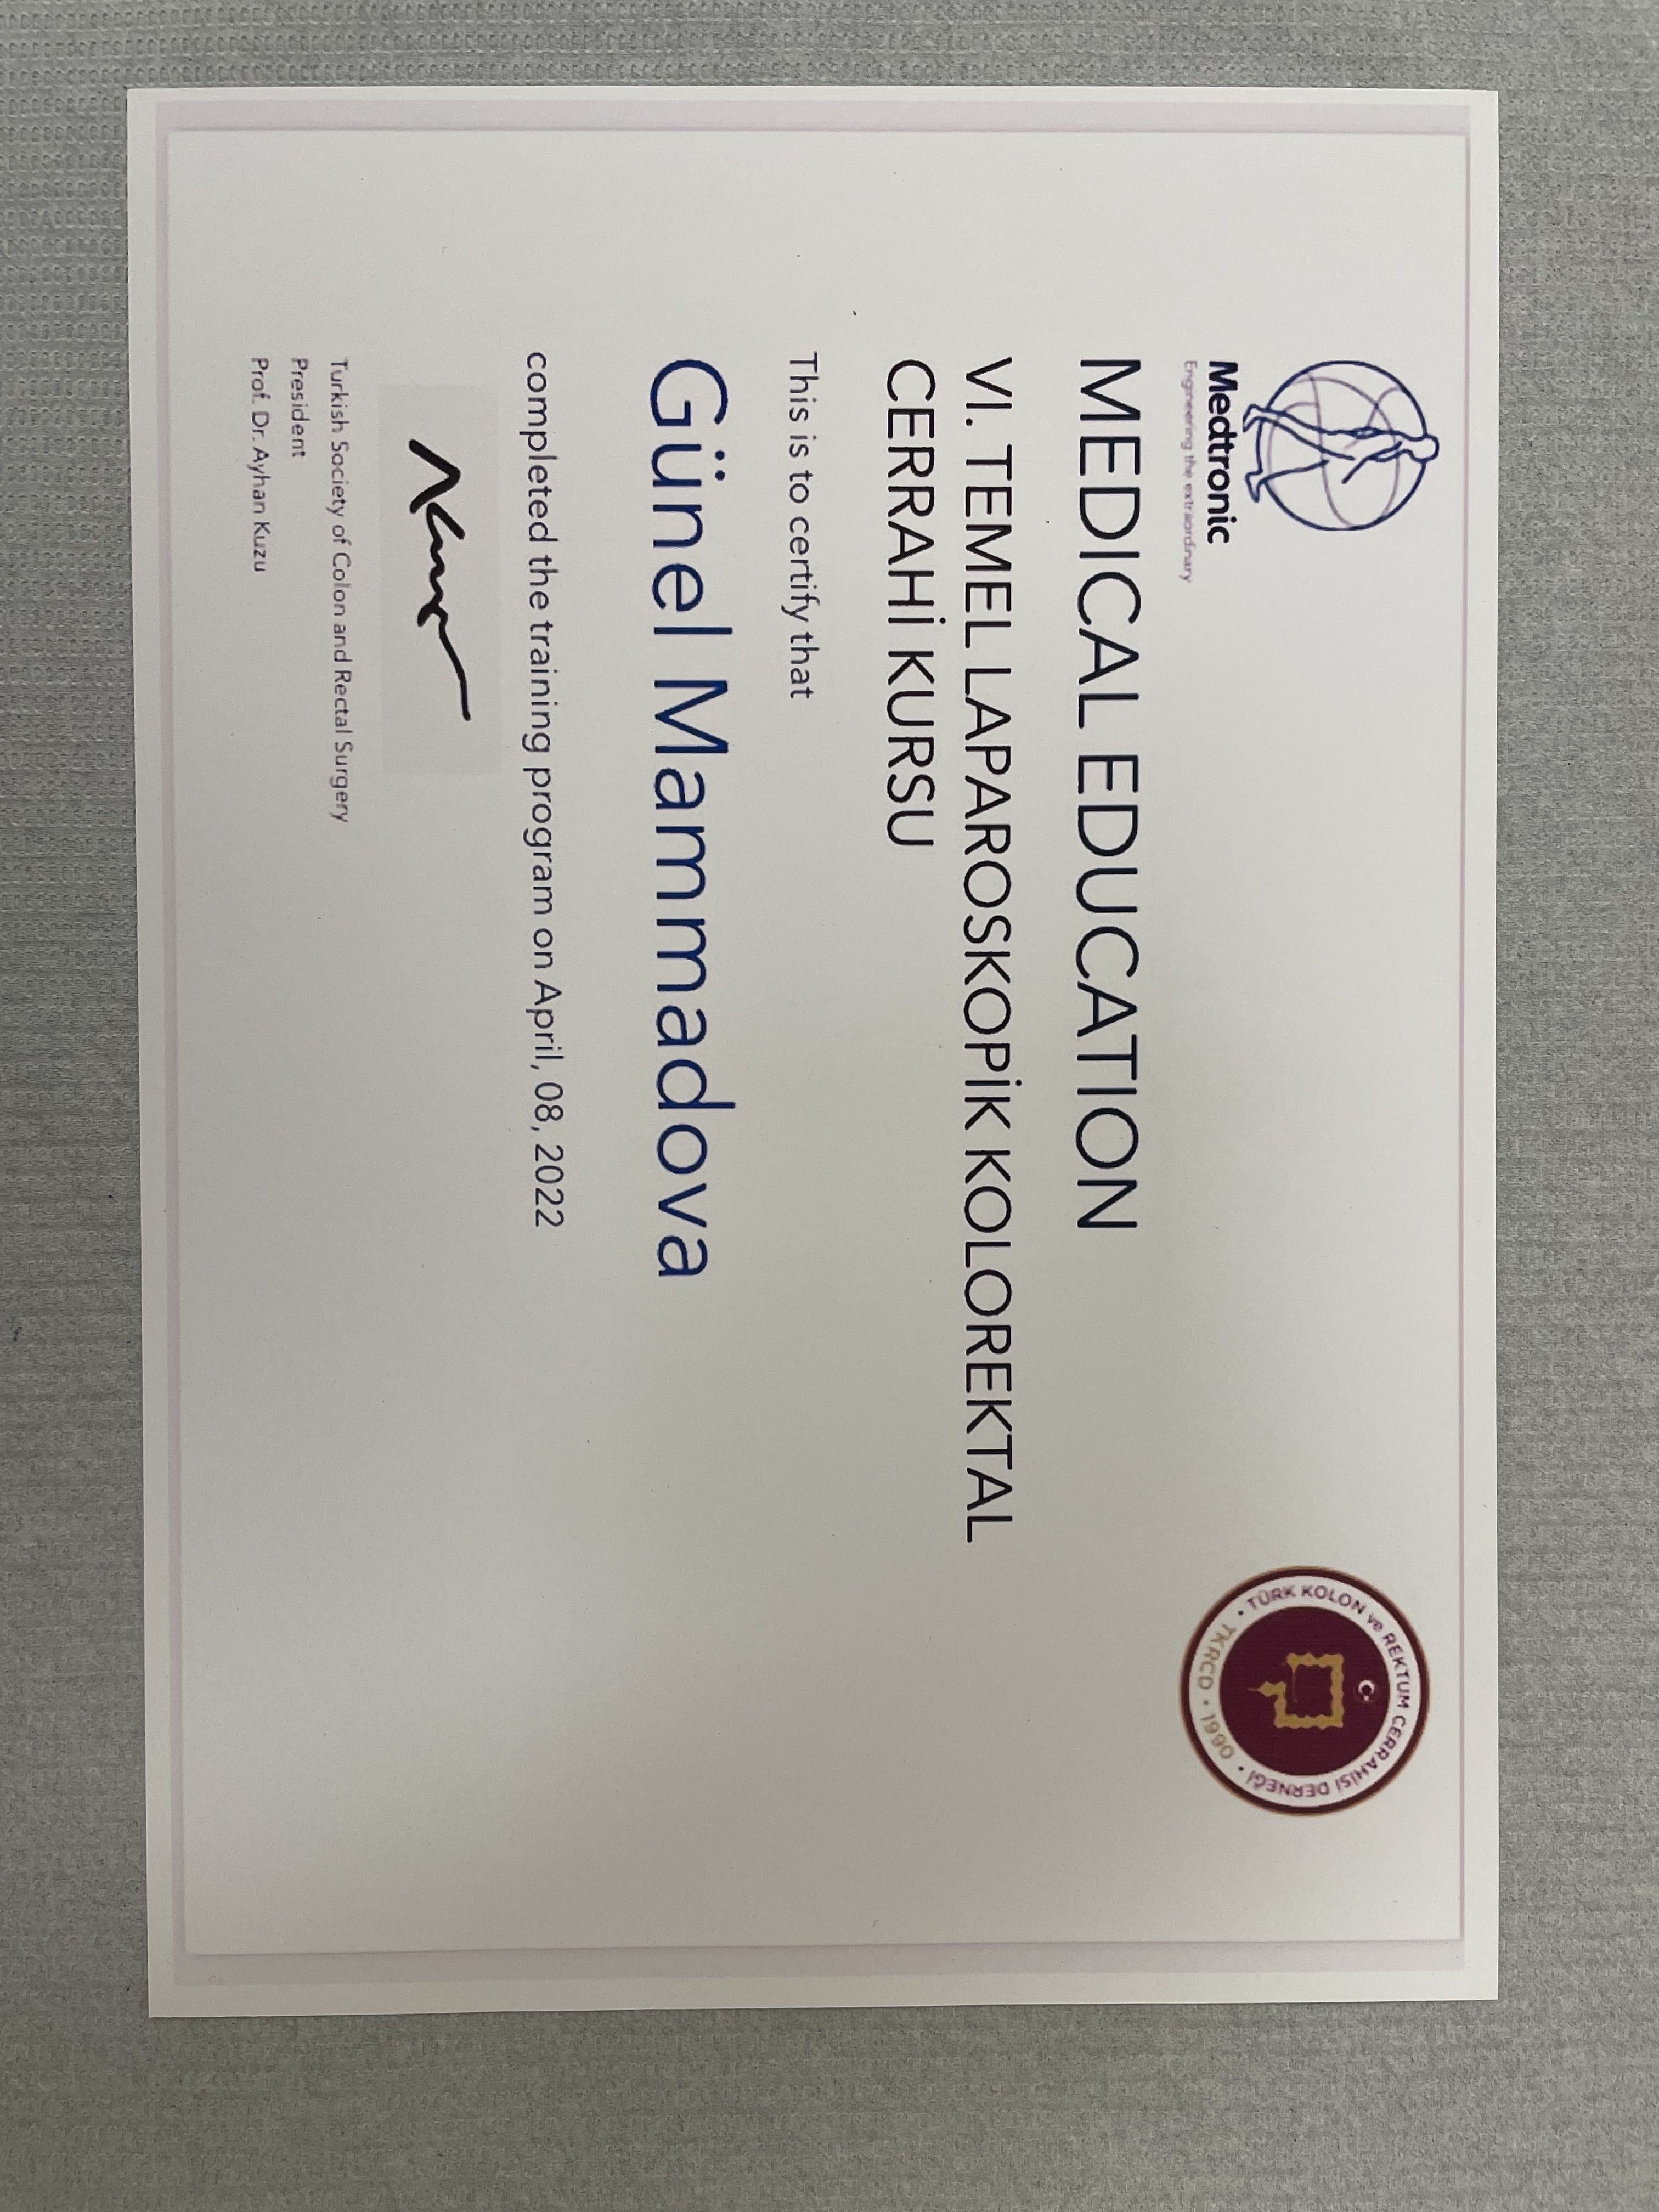 Medtronic
Engineering the extraordinary
TÜRK KOLON ve REKTUM CERRAHİSİ DERNEĞİ
TKRCD • 1990
MEDICAL EDUCATION
VI. TEMEL LAPAROSKOPİK KOLOREKTAL
CERRAHİ KURSU
This is to certify that
Günel Mammadova
completed the training program on April, 08, 2022
Turkish Society of Colon and Rectal Surgery
President
Prof. Dr. Ayhan Kuzu